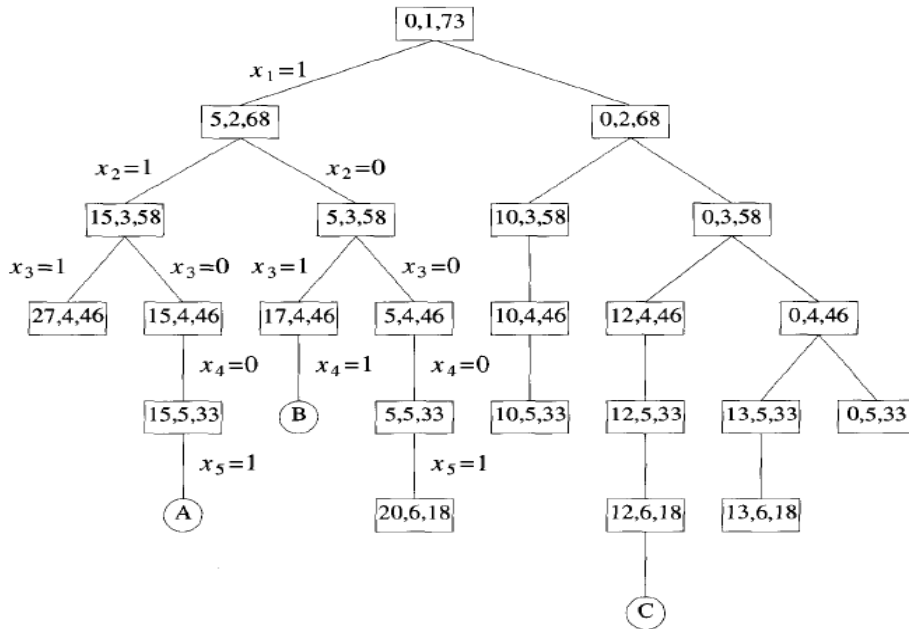 0,1,73
x1=1
5,2,68 0,2,68
x2=1 x2=0
15,3,58 5,3,58 10,3,58 0,3,58
x3=1 x3=0 x3=1 x3=0
27,4,46 15,4,46 17,4,46 5,4,46 10,4,46 12,4,46 0,4,46
x4=0 x4=1 x4=0
15,5,33 B 5,5,33 10,5,33 12,5,33 13,5,33 0,5,33
x5=1 x5=1
A 20,6,18 12,6,18 13,6,18
C